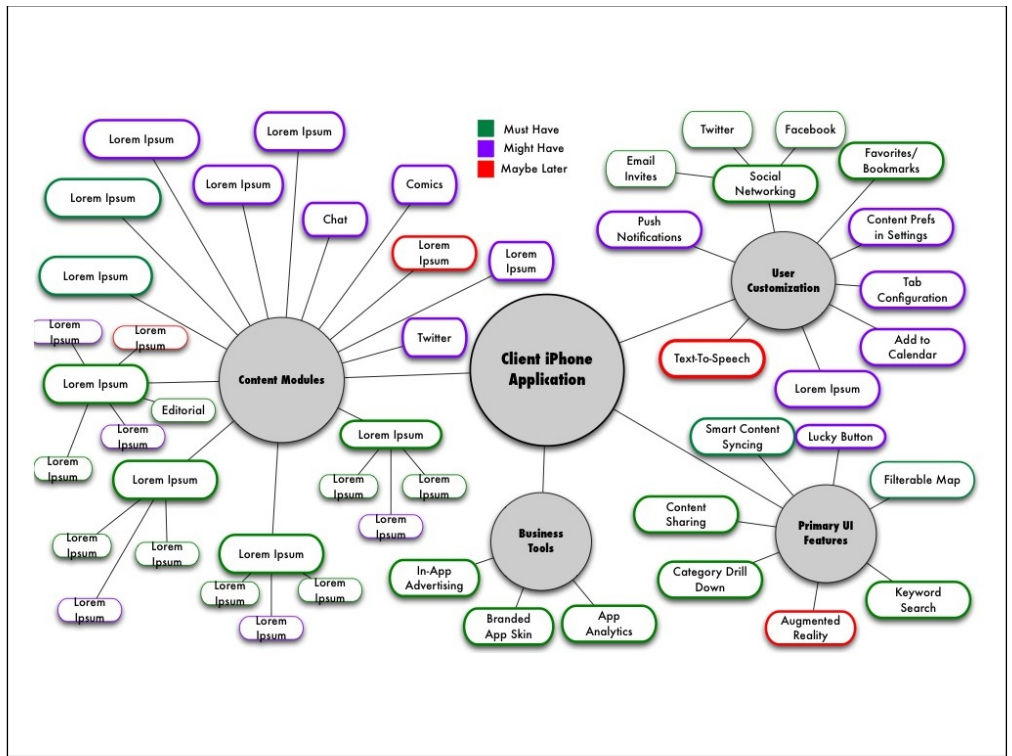 Lorem Ipsum
Lorem Ipsum
Must Have
Might Have
Maybe Later
Twitter
Facebook
Email
Invites
Social
Networking
Favorites/
Bookmarks
Lorem Ipsum
Lorem Ipsum
Comics
Chat
Lorem
Ipsum
Lorem
Ipsum
Push
Notifications
Content Prefs
in Settings
User
Customization
Tab
Configuration
Add to
Calendar
Text-To-Speech
Lorem Ipsum
Lorem Ipsum
Twitter
Client iPhone
Application
Content Modules
Lorem
Ipsum
Lorem
Ipsum
Lorem Ipsum
Editorial
Lorem
Ipsum
Lorem
Ipsum
Lorem Ipsum
Lorem
Ipsum
Lorem
Ipsum
Lorem
Ipsum
Lorem Ipsum
Lorem
Ipsum
Lorem
Ipsum
Lorem
Ipsum
Lorem Ipsum
Lorem
Ipsum
Lorem
Ipsum
Lorem
Ipsum
Business
Tools
In-App
Advertising
Branded
App Skin
App
Analytics
Smart Content
Syncing
Lucky Button
Filterable Map
Content
Sharing
Primary UI
Features
Category Drill
Down
Keyword
Search
Augmented
Reality